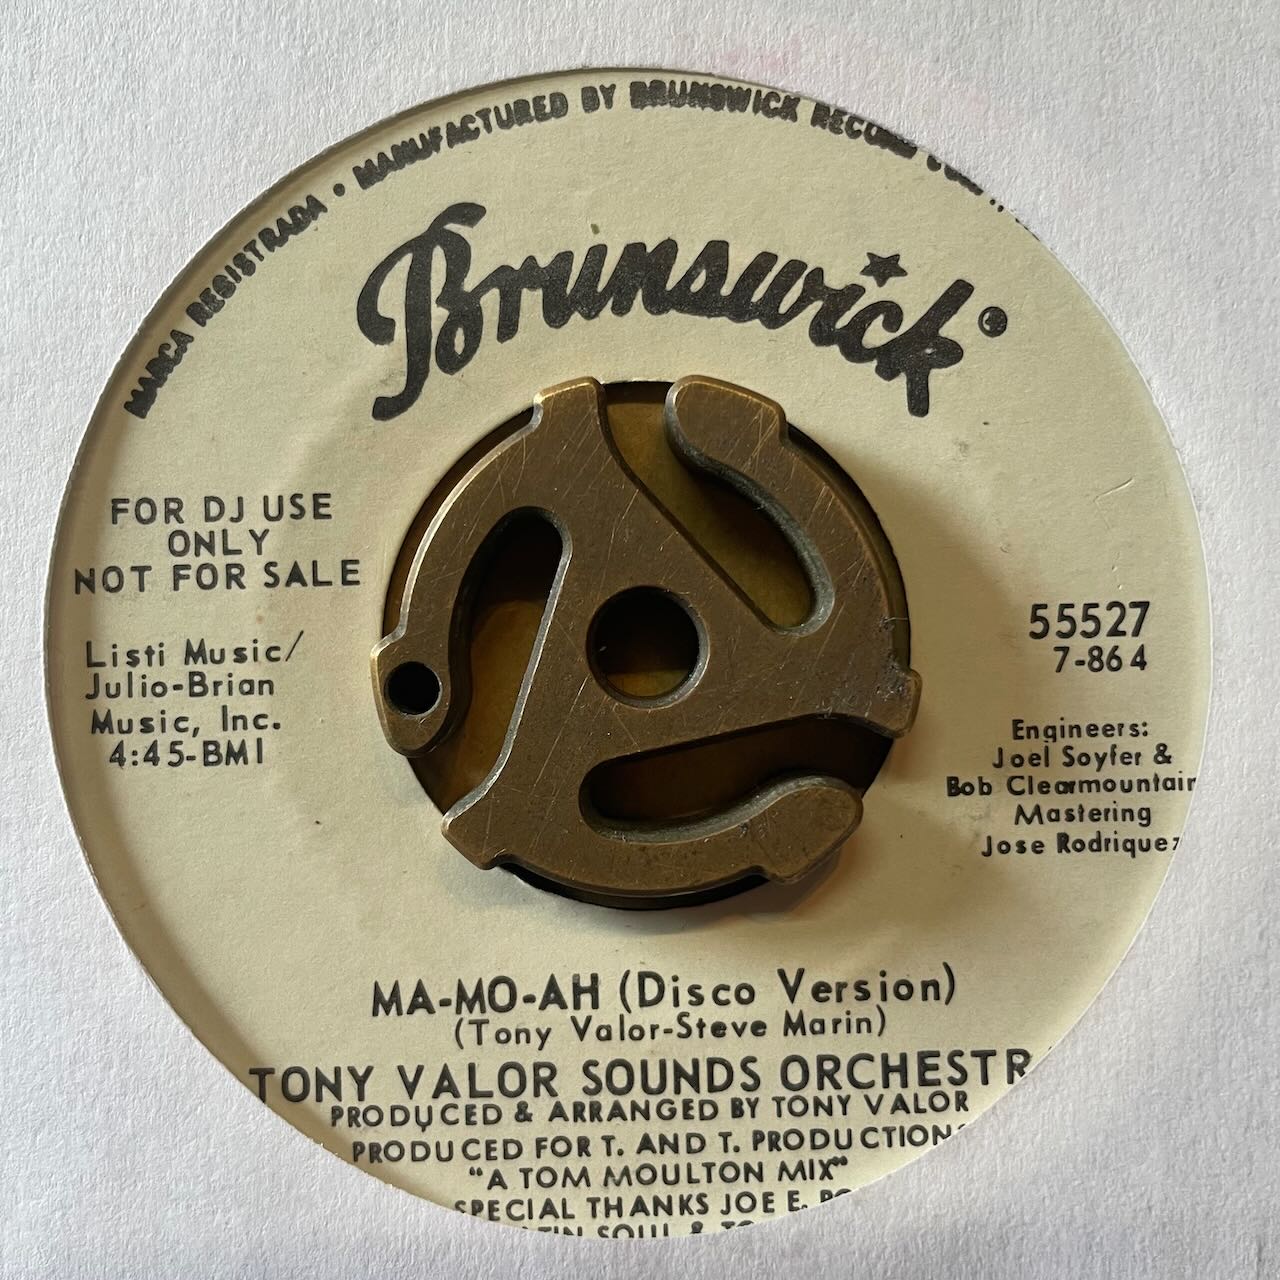 MARCA REGISTRADA • MANUFACTURED BY BRUNSWICK RECORD
Brunswick®
FOR DJ USE
ONLY
NOT FOR SALE
Listi Music/
Julio-Brian
Music, Inc.
4:45-BMI
55527
7-864
Engineers:
Joel Soyfer &
Bob Clearmountain
Mastering
Jose Rodrique
MA-MO-AH (Disco Version)
(Tony Valor-Steve Marin)
TONY VALOR SOUNDS ORCHESTR
PRODUCED & ARRANGED BY TONY VALOR
PRODUCED FOR T. AND T. PRODUCTION
"A TOM MOULTON MIX"
SPECIAL THANKS JOE E.
SOUL &